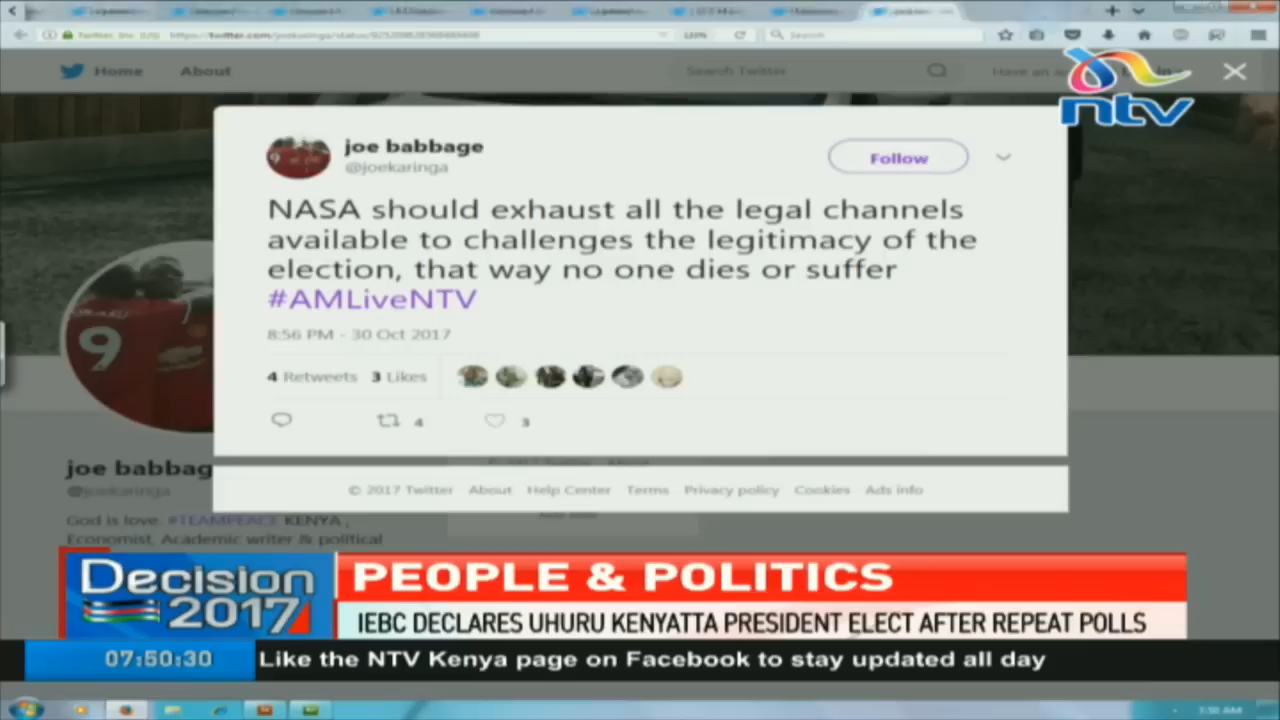 Home About
Search Twitter
ntv
joe babbage
@joekaringa
Follow
NASA should exhaust all the legal channels
available to challenges the legitimacy of the
election, that way no one dies or suffer
#AMLiveNTV
8:56 PM - 30 Oct 2017
4 Retweets 3 Likes
4 3
9
joe babbag
@joekaringa
© 2017 Twitter About Help Center Terms Privacy policy Cookies Ads info
God is love. #TEAMPEACE KENYA,
Economist, Academic writer & political
Decision
2017
PEOPLE & POLITICS
IEBC DECLARES UHURU KENYATTA PRESIDENT ELECT AFTER REPEAT POLLS
07:50:30
Like the NTV Kenya page on Facebook to stay updated all day
7:50 AM